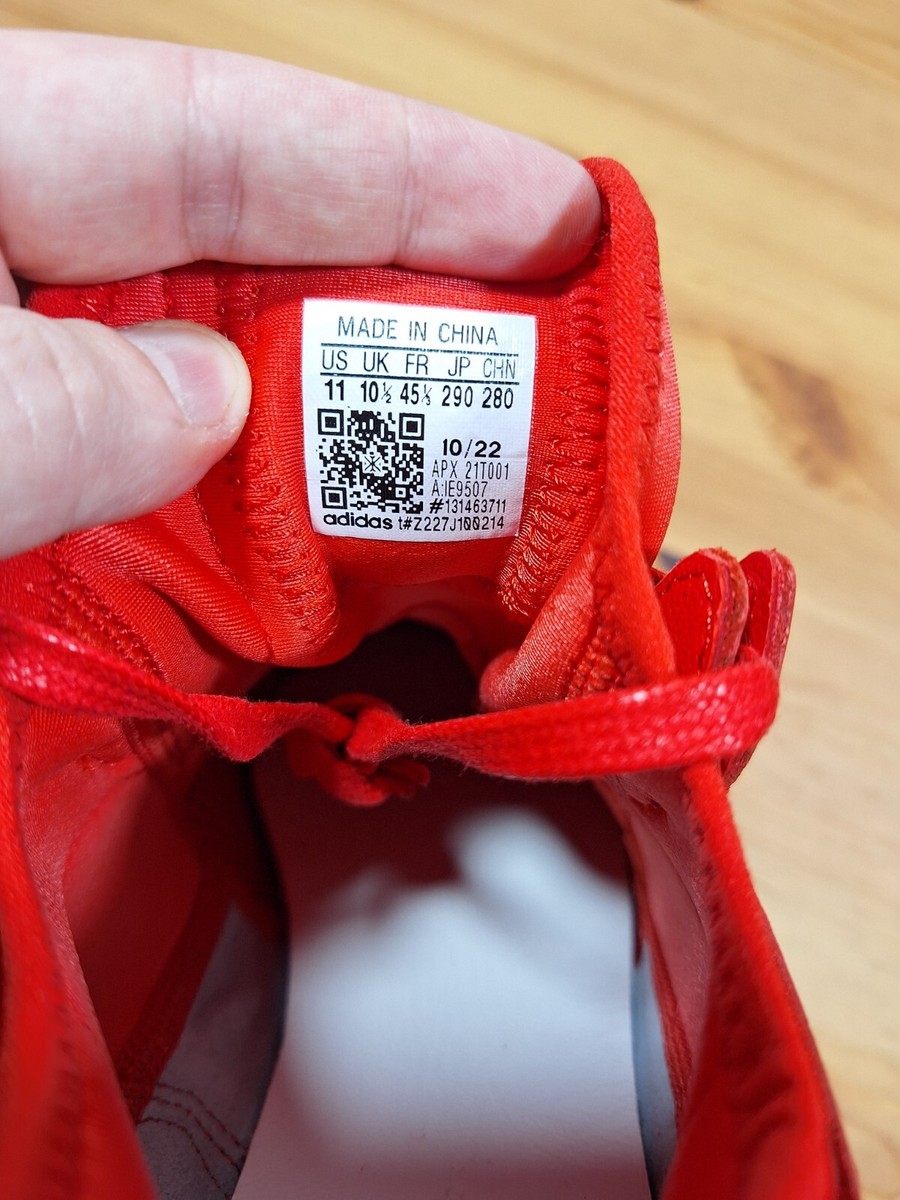 MADE IN CHINA
US UK FR JP CHN
11 10½ 45⅓ 290 280
10/22
APX 21T001
A:IE9507
#131463711
adidas t#Z227J100214